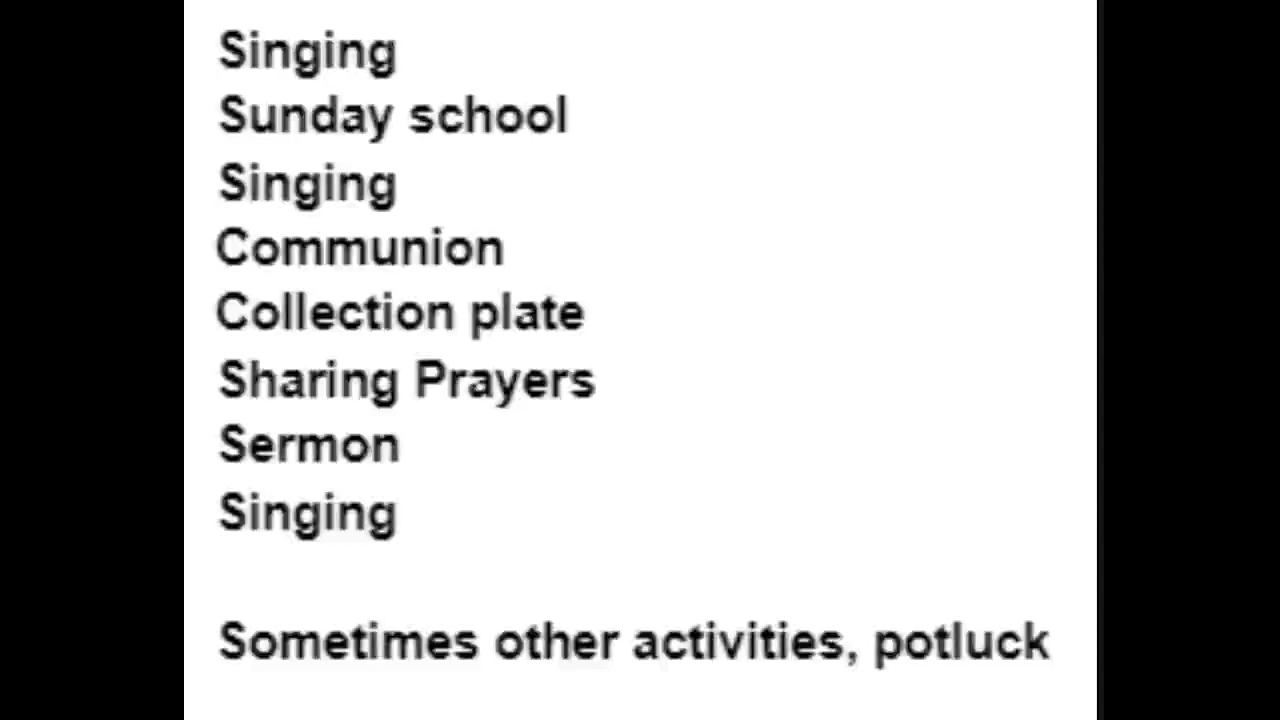 Singing
Sunday school
Singing
Communion
Collection plate
Sharing Prayers
Sermon
Singing
Sometimes other activities, potluck